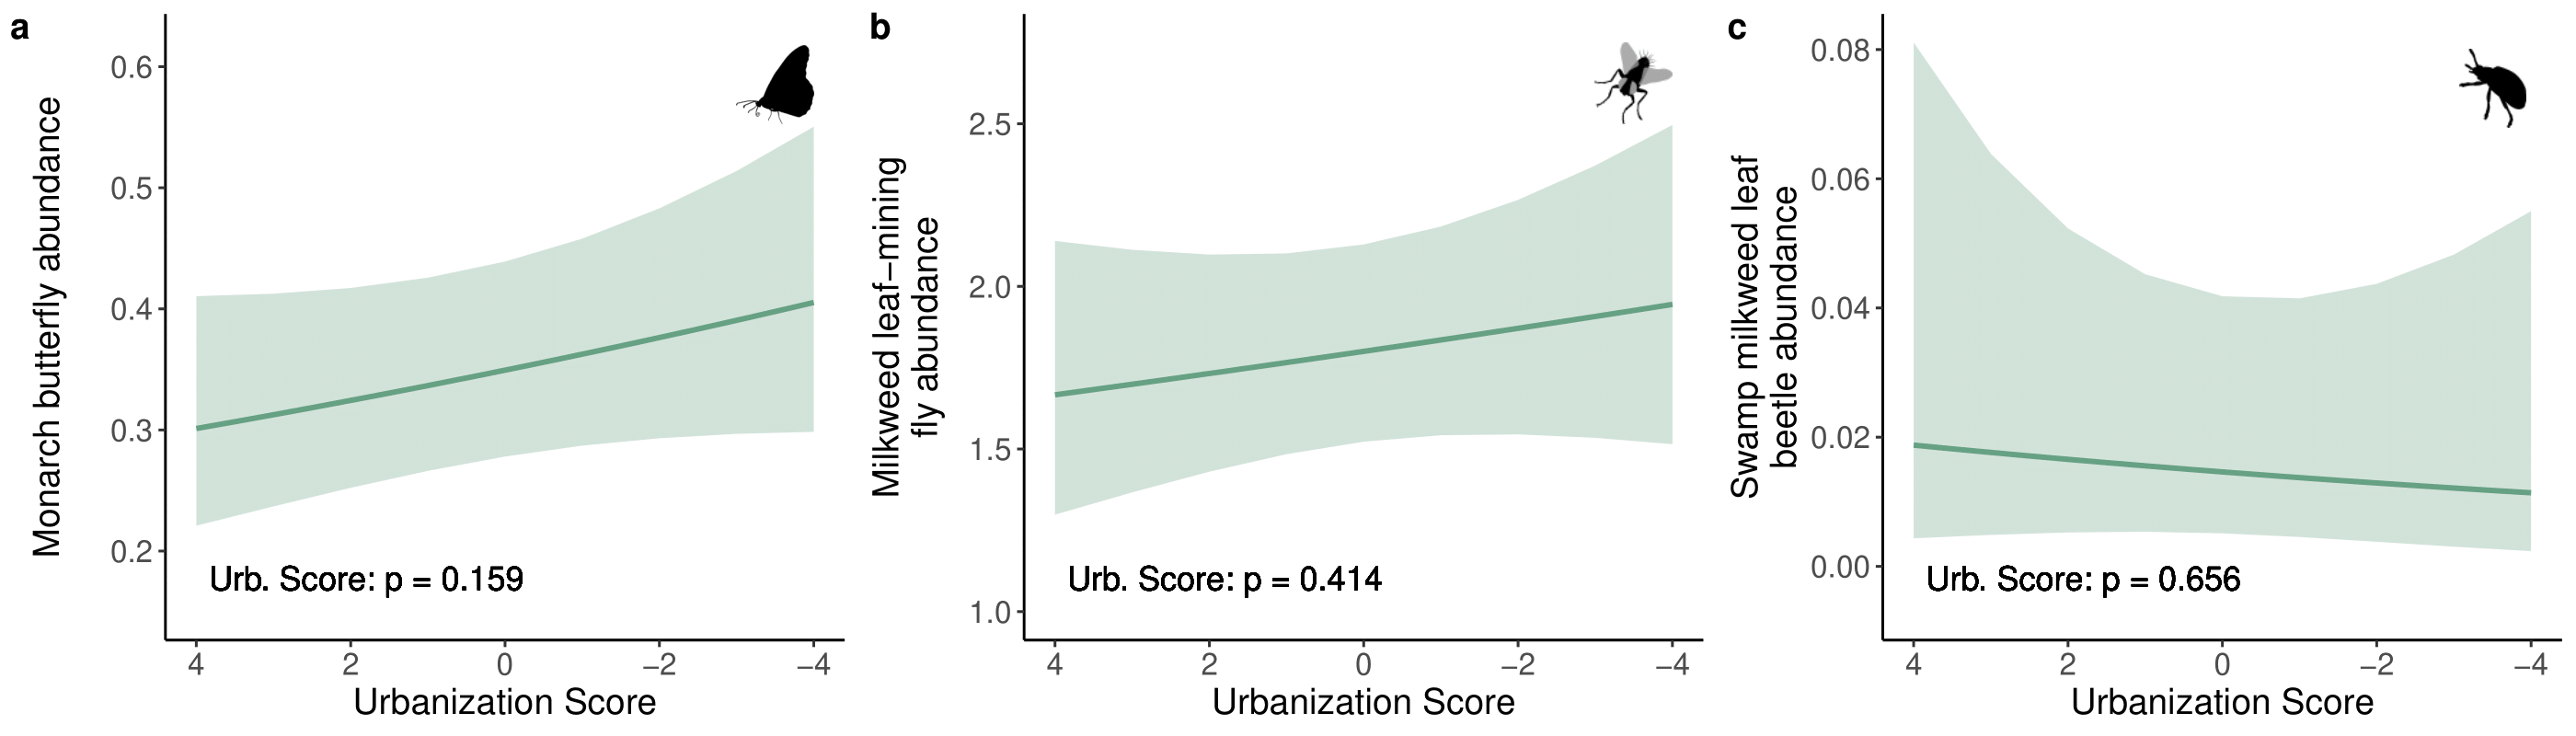 a
Monarch butterfly abundance
0.6
0.5
0.4
0.3
0.2
Urb. Score: p = 0.159
4 2 0 −2 −4
Urbanization Score
b
Milkweed leaf−mining
fly abundance
2.5
2.0
1.5
1.0
Urb. Score: p = 0.414
4 2 0 −2 −4
Urbanization Score
c
Swamp milkweed leaf
beetle abundance
0.08
0.06
0.04
0.02
0.00
Urb. Score: p = 0.656
4 2 0 −2 −4
Urbanization Score